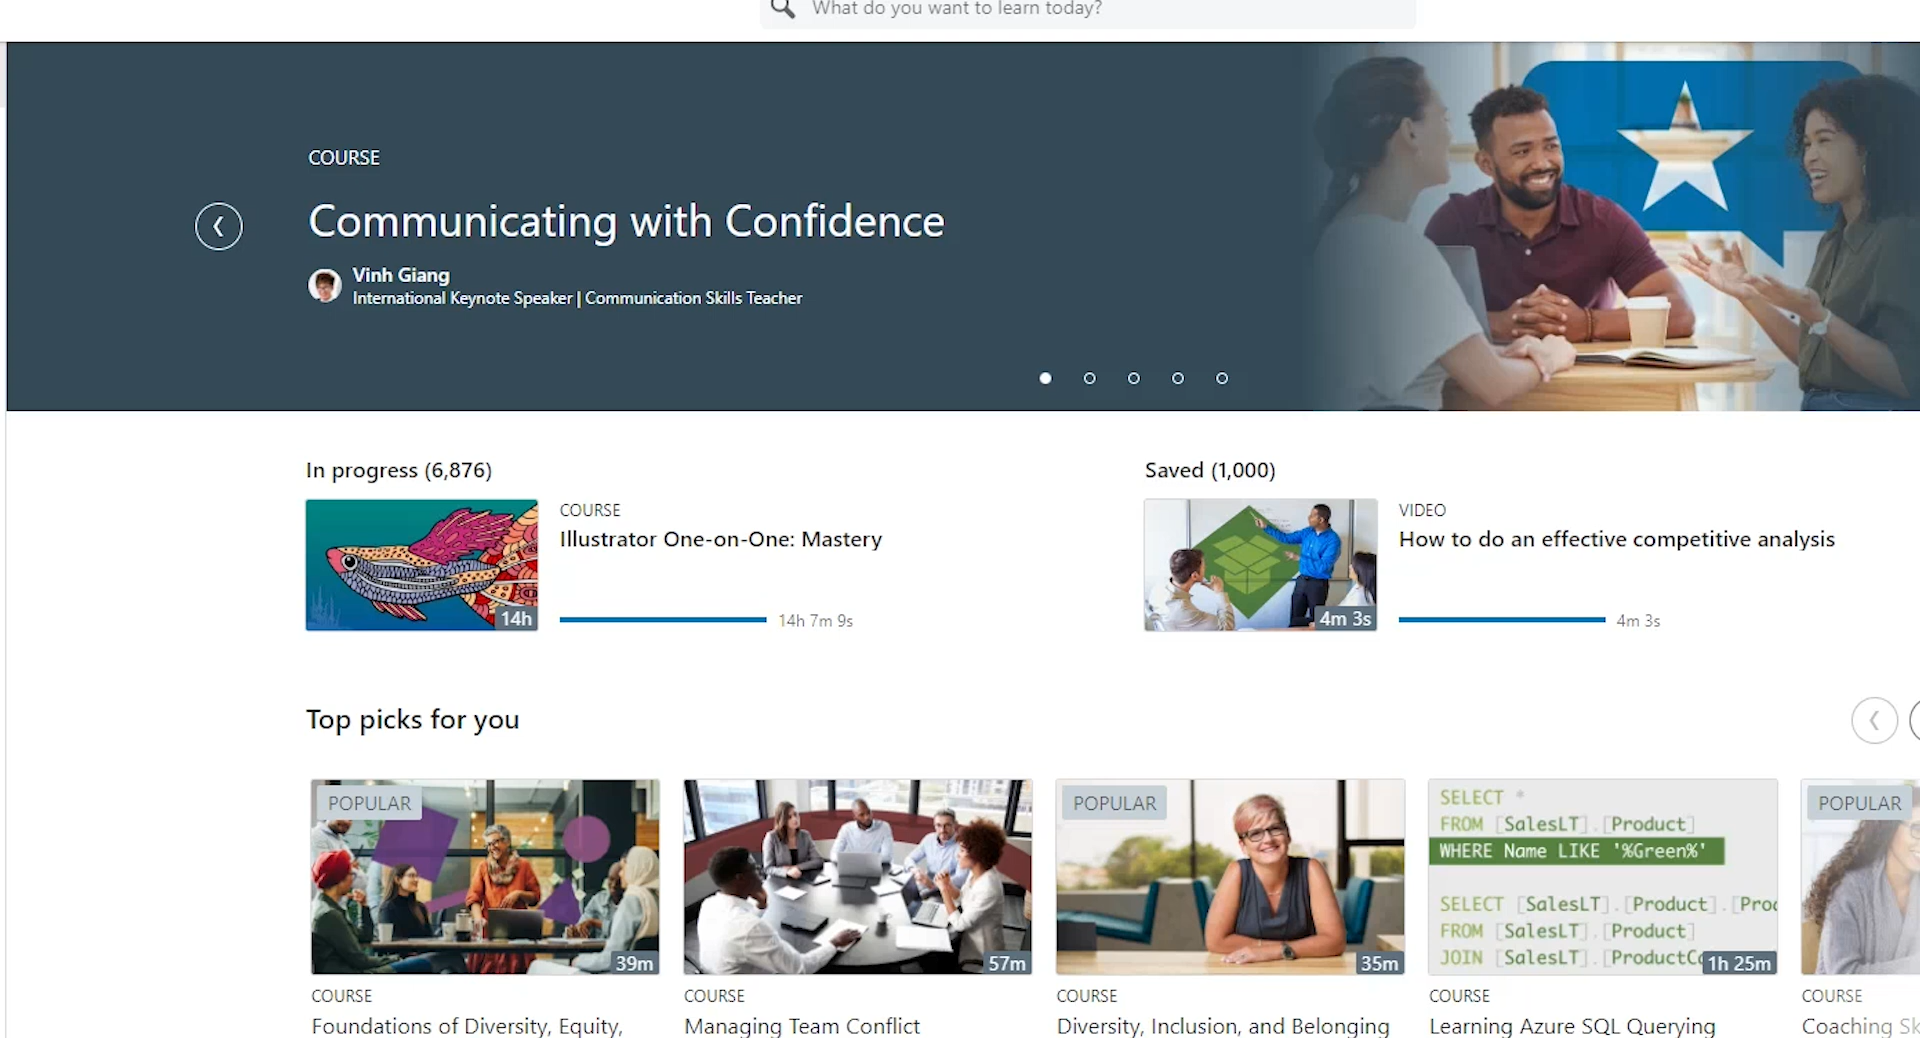 What do you want to learn today?
COURSE
Communicating with Confidence
Vinh Giang
International Keynote Speaker | Communication Skills Teacher
In progress (6,876)
14h
COURSE
Illustrator One-on-One: Mastery
14h 7m 9s
Saved (1,000)
4m 3s
VIDEO
How to do an effective competitive analysis
4m 3s
Top picks for you
POPULAR
39m
COURSE
Foundations of Diversity, Equity,
57m
COURSE
Managing Team Conflict
POPULAR
35m
COURSE
Diversity, Inclusion, and Belonging
SELECT *
FROM [SalesLT].[Product]
WHERE Name LIKE '%Green%'
SELECT [SalesLT].[Product].
FROM [SalesLT].[Product]
JOIN [SalesLT].
1h 25m
COURSE
Learning Azure SQL Querying
POPULAR
COURSE
Coaching